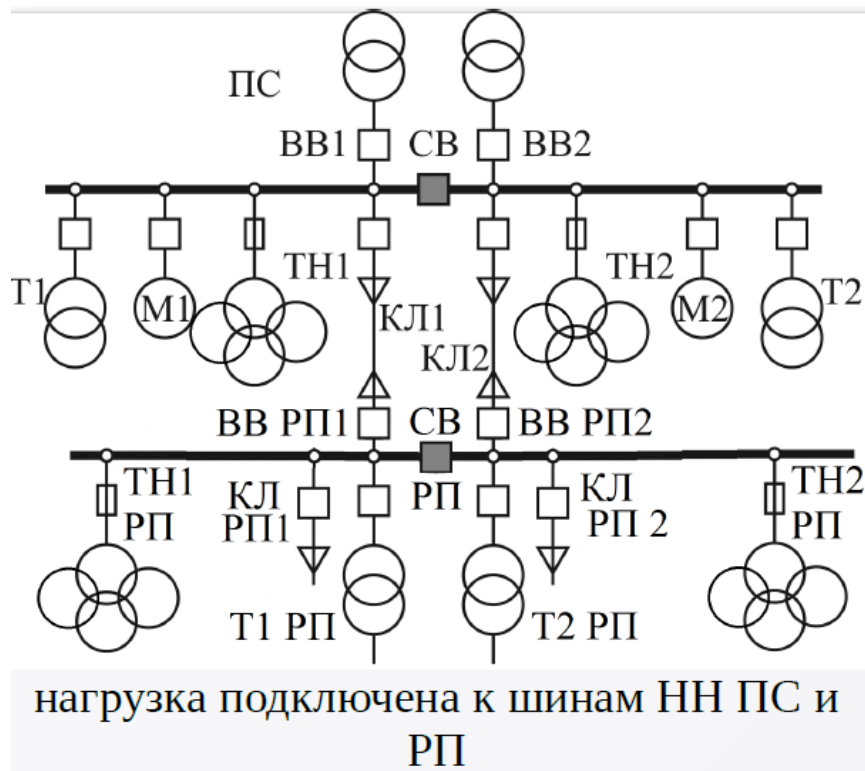 ПС
ВВ1 СВ ВВ2
ТН1 ТН2
Т1 М1 М2 Т2
КЛ1
КЛ2
ВВ РП1 СВ ВВ РП2
ТН1 КЛ РП КЛ ТН2
РП РП1 РП 2 РП
Т1 РП Т2 РП
нагрузка подключена к шинам НН ПС и
РП